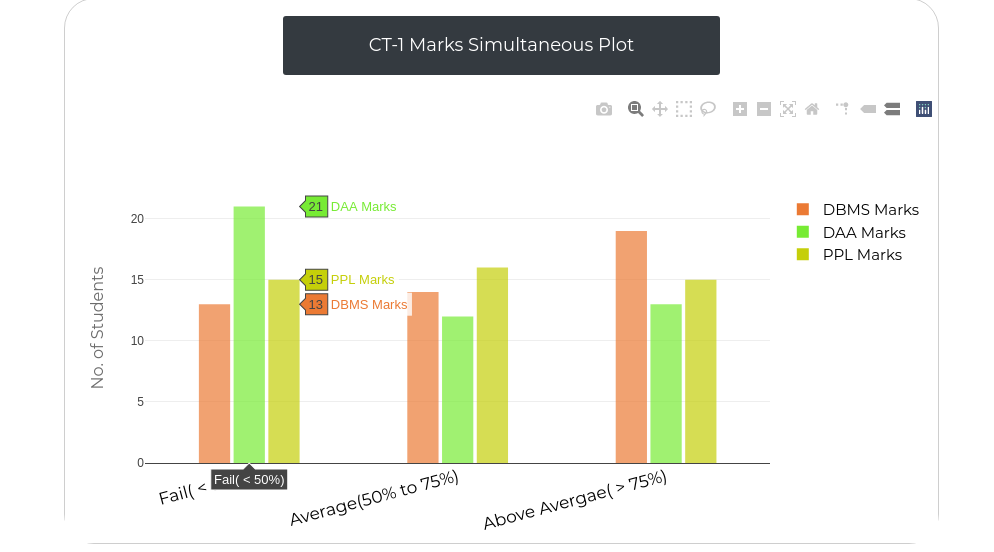 CT-1 Marks Simultaneous Plot
21 DAA Marks
15 PPL Marks
13 DBMS Marks
DBMS Marks
DAA Marks
PPL Marks
No. of Students
20
15
10
5
0
Fail( <
Fail( < 50%)
Average(50% to 75%)
Above Avergae( > 75%)